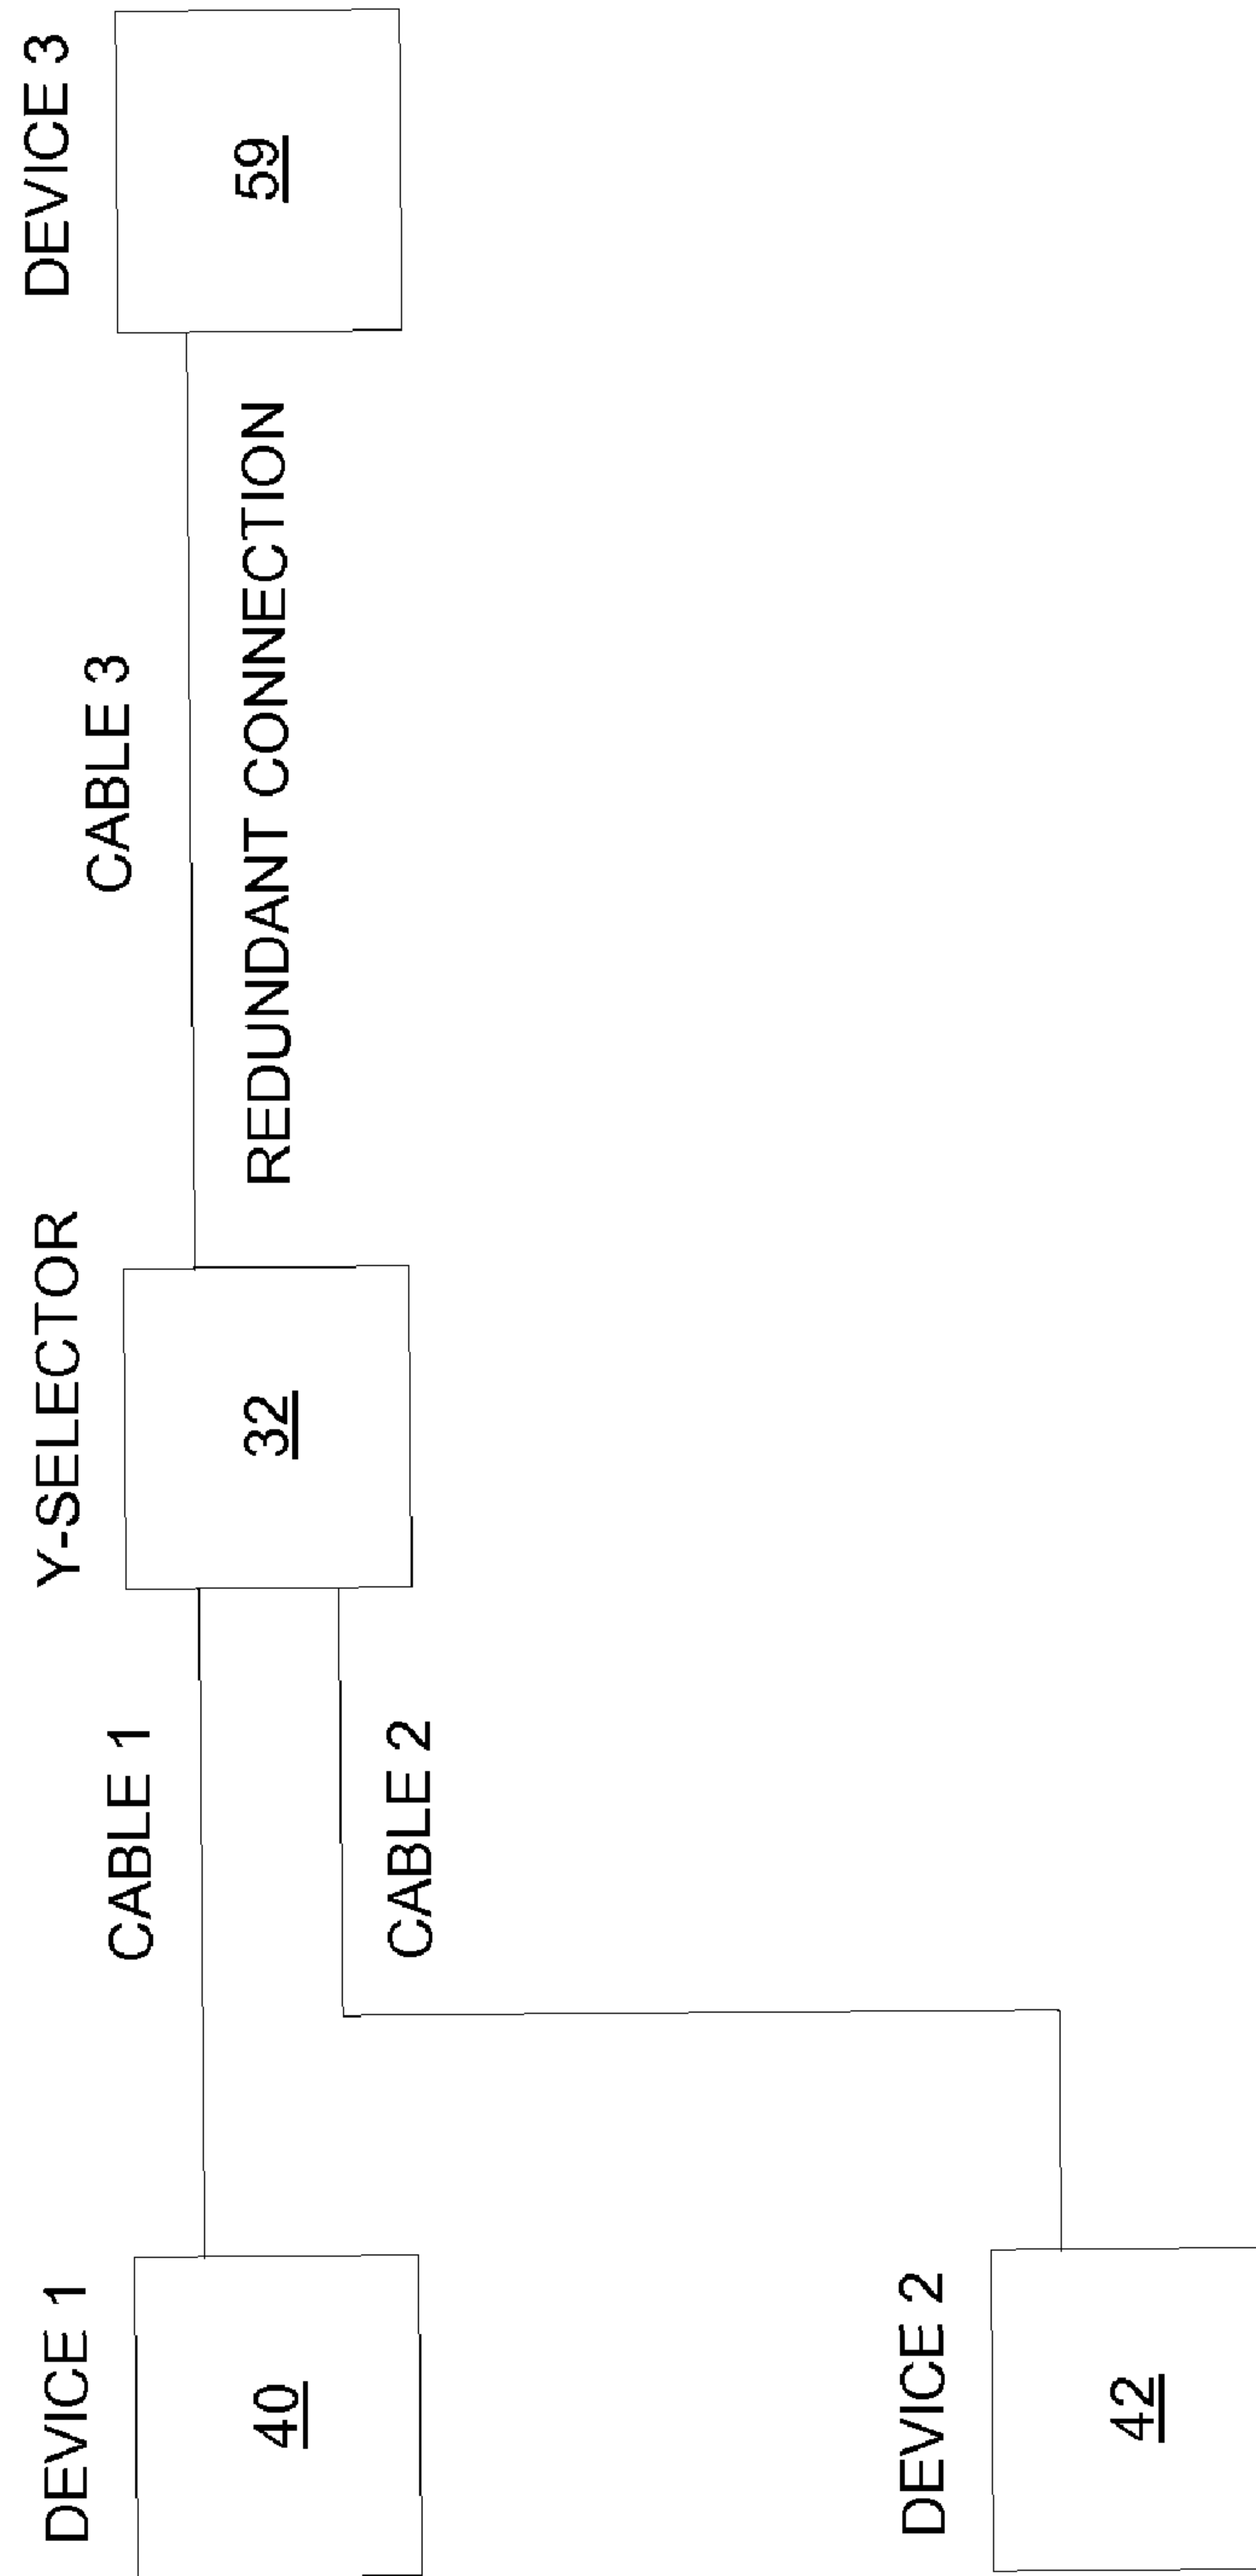 DEVICE 1
40
CABLE 1
Y-SELECTOR
32
CABLE 3
REDUNDANT CONNECTION
DEVICE 3
59
CABLE 2
DEVICE 2
42